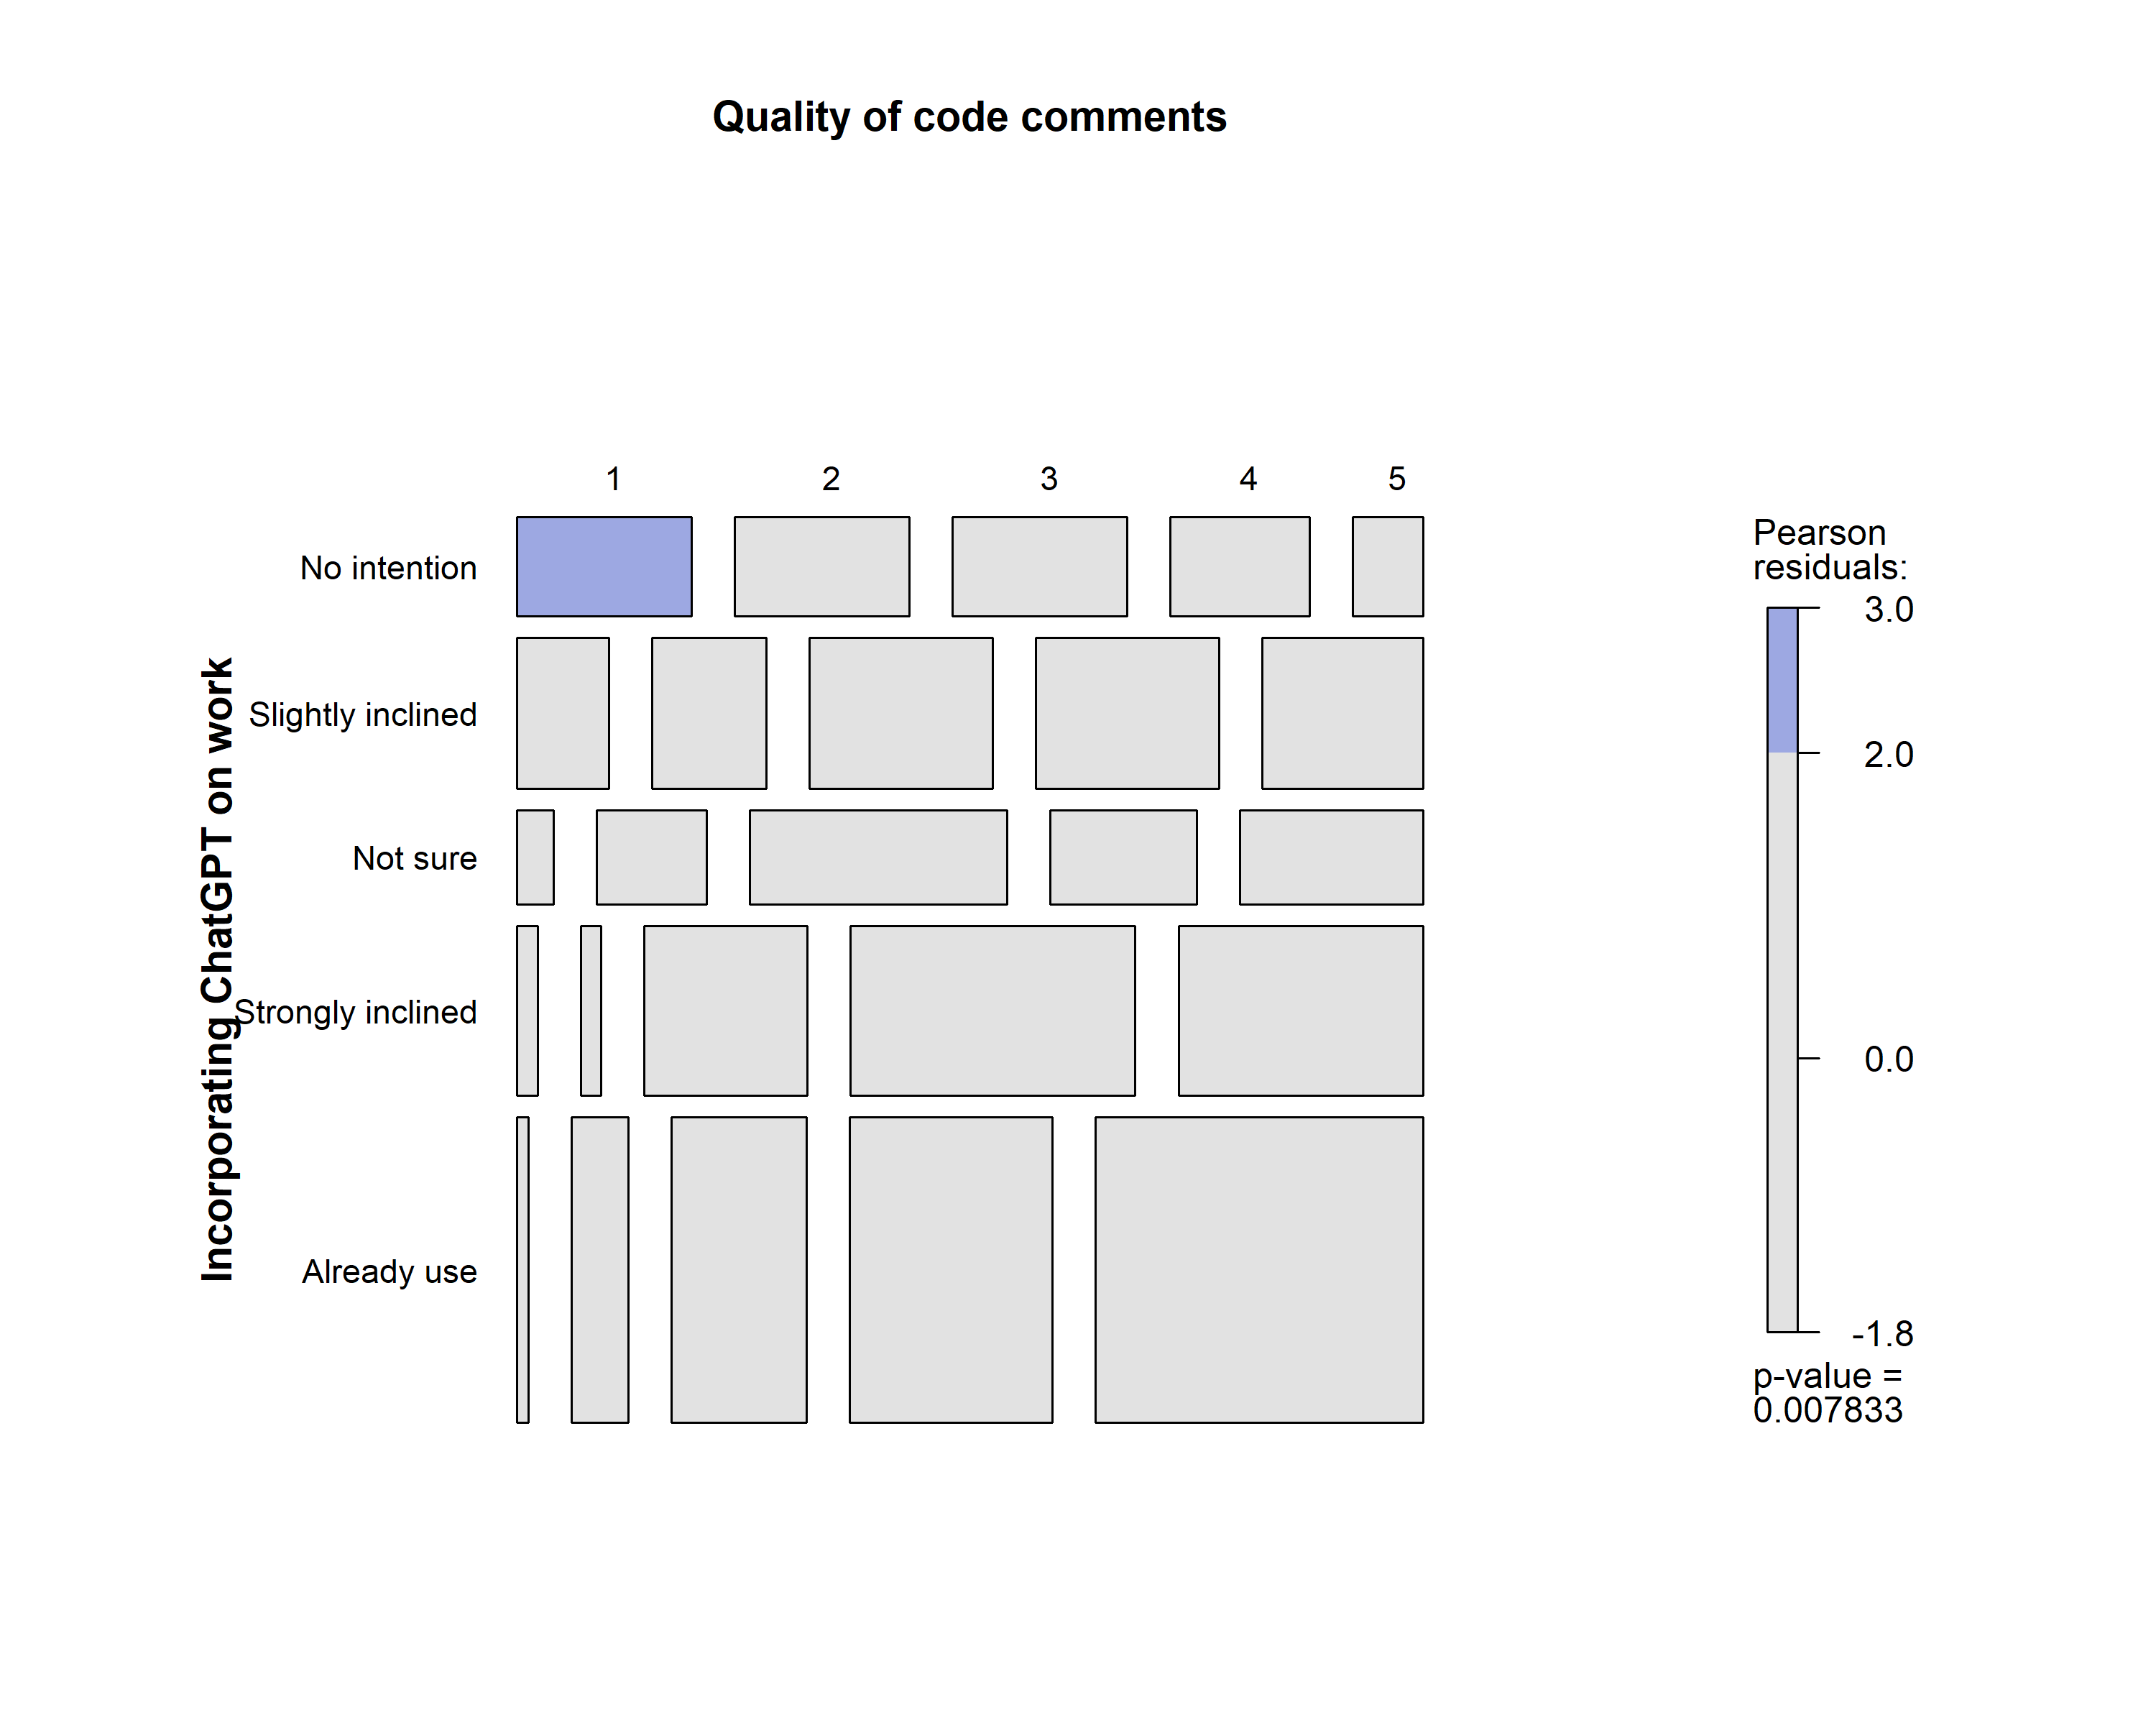 Quality of code comments
1 2 3 4 5
Incorporating ChatGPT on work
No intention
Slightly inclined
Not sure
Strongly inclined
Already use
Pearson
residuals:
3.0
2.0
0.0
-1.8
p-value =
0.007833